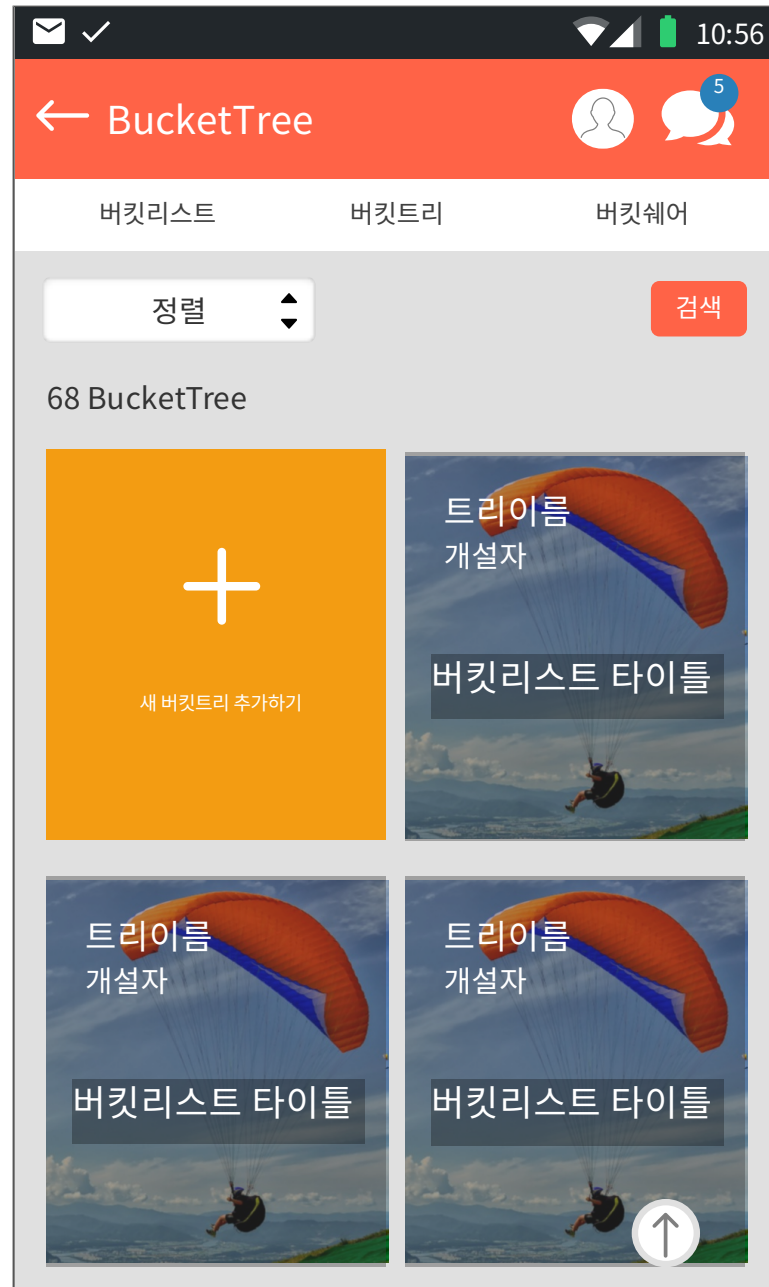 10:56
BucketTree
5
버킷리스트 버킷트리 버킷쉐어
정렬
검색
68 BucketTree
새 버킷트리 추가하기
트리이름
개설자
버킷리스트 타이틀
트리이름
개설자
버킷리스트 타이틀
트리이름
개설자
버킷리스트 타이틀